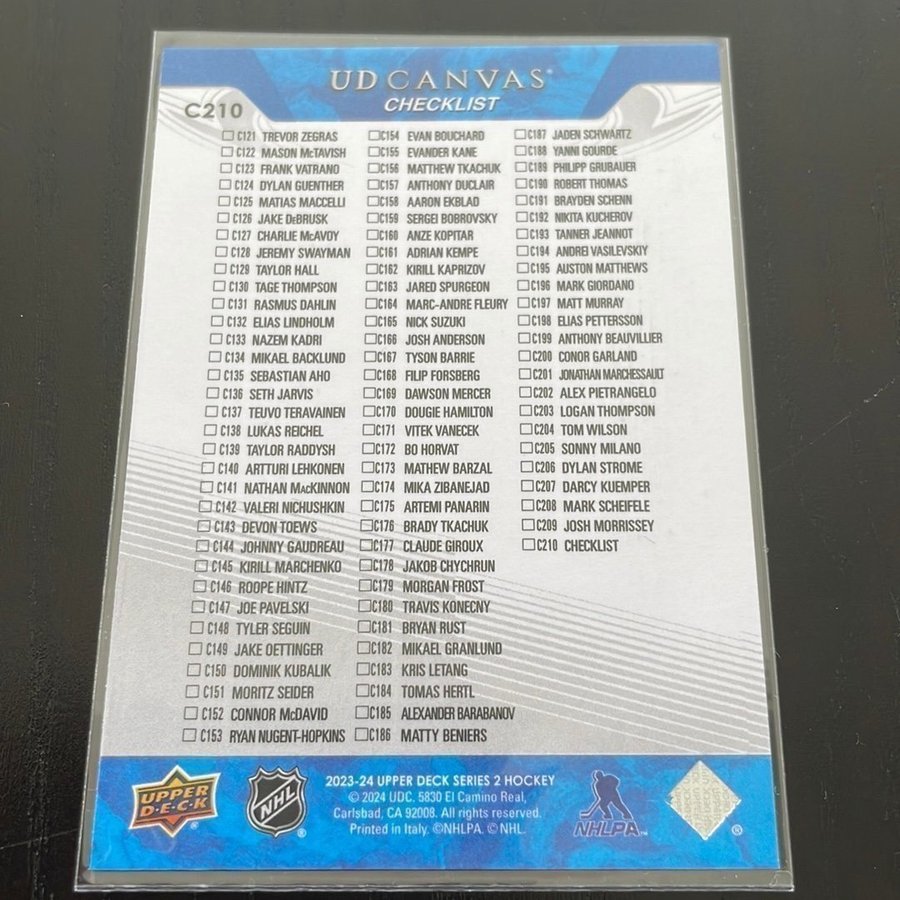 UD CANVAS
CHECKLIST
C210
C121 TREVOR ZEGRAS
C122 MASON McTAVISH
C123 FRANK VATRANO
C124 DYLAN GUENTHER
C125 MATIAS MACCELLI
C126 JAKE DeBRUSK
C127 CHARLIE McAVOY
C128 JEREMY SWAYMAN
C129 TAYLOR HALL
C130 TAGE THOMPSON
C131 RASMUS DAHLIN
C132 ELIAS LINDHOLM
C133 NAZEM KADRI
C134 MIKAEL BACKLUND
C135 SEBASTIAN AHO
C136 SETH JARVIS
C137 TEUVO TERAVAINEN
C138 LUKAS REICHEL
C139 TAYLOR RADDYSH
C140 ARTTURI LEHKONEN
C141 NATHAN MacKINNON
C142 VALERI NICHUSHKIN
C143 DEVON TOEWS
C144 JOHNNY GAUDREAU
C145 KIRILL MARCHENKO
C146 ROOPE HINTZ
C147 JOE PAVELSKI
C148 TYLER SEGUIN
C149 JAKE OETTINGER
C150 DOMINIK KUBALIK
C151 MORITZ SEIDER
C152 CONNOR McDAVID
C153 RYAN NUGENT-HOPKINS
C154 EVAN BOUCHARD
C155 EVANDER KANE
C156 MATTHEW TKACHUK
C157 ANTHONY DUCLAIR
C158 AARON EKBLAD
C159 SERGEI BOBROVSKY
C160 ANZE KOPITAR
C161 ADRIAN KEMPE
C162 KIRILL KAPRIZOV
C163 JARED SPURGEON
C164 MARC-ANDRE FLEURY
C165 NICK SUZUKI
C166 JOSH ANDERSON
C167 TYSON BARRIE
C168 FILIP FORSBERG
C169 DAWSON MERCER
C170 DOUGIE HAMILTON
C171 VITEK VANECEK
C172 BO HORVAT
C173 MATHEW BARZAL
C174 MIKA ZIBANEJAD
C175 ARTEMI PANARIN
C176 BRADY TKACHUK
C177 CLAUDE GIROUX
C178 JAKOB CHYCHRUN
C179 MORGAN FROST
C180 TRAVIS KONECNY
C181 BRYAN RUST
C182 MIKAEL GRANLUND
C183 KRIS LETANG
C184 TOMAS HERTL
C185 ALEXANDER BARABANOV
C186 MATTY BENIERS
C187 JADEN SCHWARTZ
C188 YANNI GOURDE
C189 PHILIPP GRUBAUER
C190 ROBERT THOMAS
C191 BRAYDEN SCHENN
C192 NIKITA KUCHEROV
C193 TANNER JEANNOT
C194 ANDREI VASILEVSKIY
C195 AUSTON MATTHEWS
C196 MARK GIORDANO
C197 MATT MURRAY
C198 ELIAS PETTERSSON
C199 ANTHONY BEAUVILLIER
C200 CONOR GARLAND
C201 JONATHAN MARCHESSAULT
C202 ALEX PIETRANGELO
C203 LOGAN THOMPSON
C204 TOM WILSON
C205 SONNY MILANO
C206 DYLAN STROME
C207 DARCY KUEMPER
C208 MARK SCHEIFELE
C209 JOSH MORRISSEY
C210 CHECKLIST
UPPER
DECK
®
NHL
®
2023-24 UPPER DECK SERIES 2 HOCKEY
© 2024 UDC. 5830 El Camino Real,
Carlsbad, CA 92008. All rights reserved.
Printed in Italy. ©NHLPA. © NHL.
NHLPA™
®